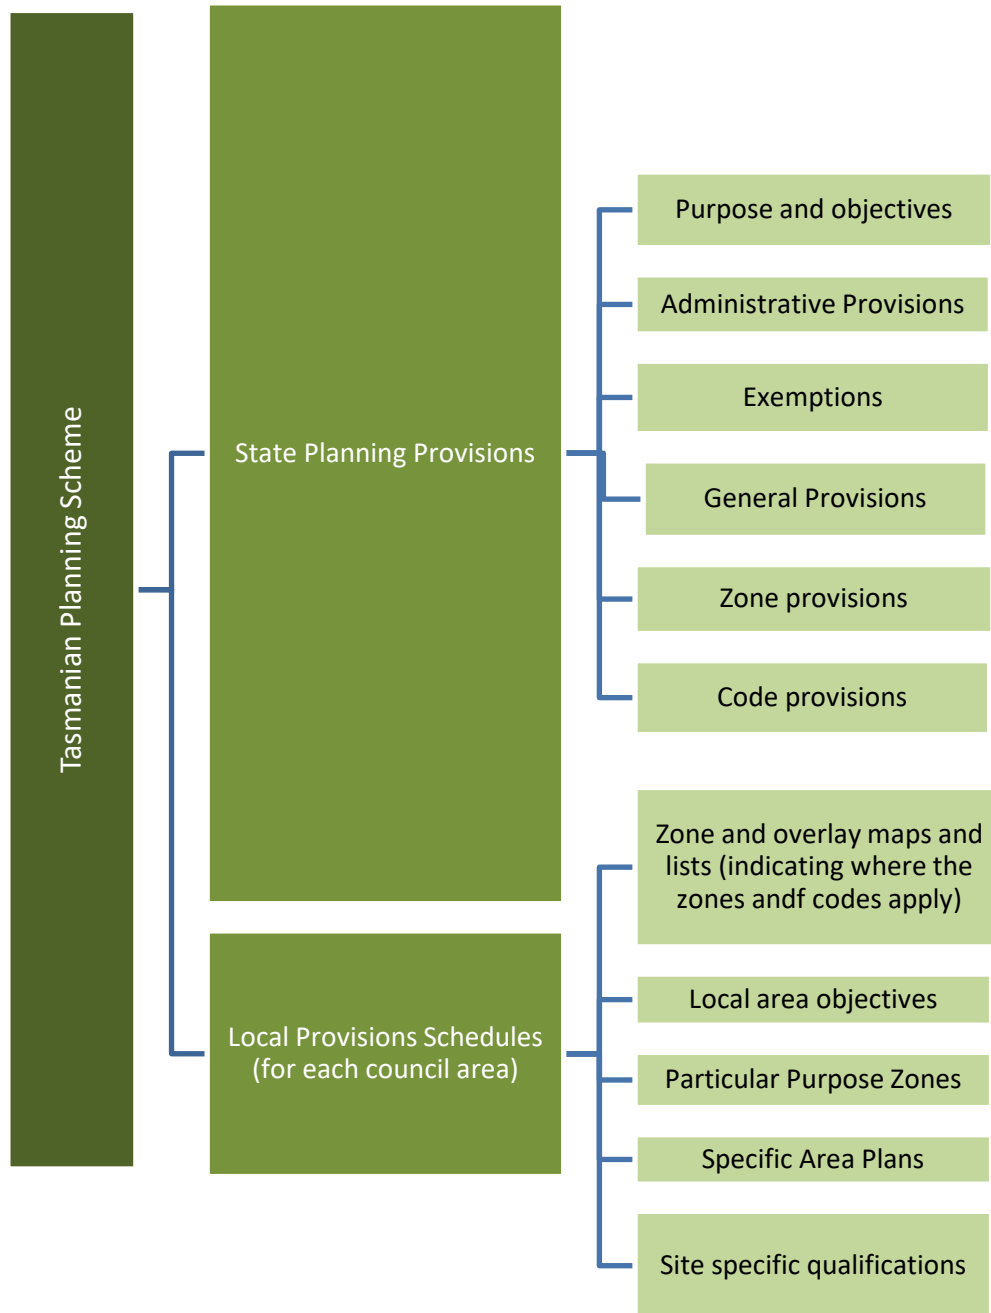 Tasmanian Planning Scheme
State Planning Provisions
Purpose and objectives
Administrative Provisions
Exemptions
General Provisions
Zone provisions
Code provisions
Local Provisions Schedules
(for each council area)
Zone and overlay maps and
lists (indicating where the
zones andf codes apply)
Local area objectives
Particular Purpose Zones
Specific Area Plans
Site specific qualifications